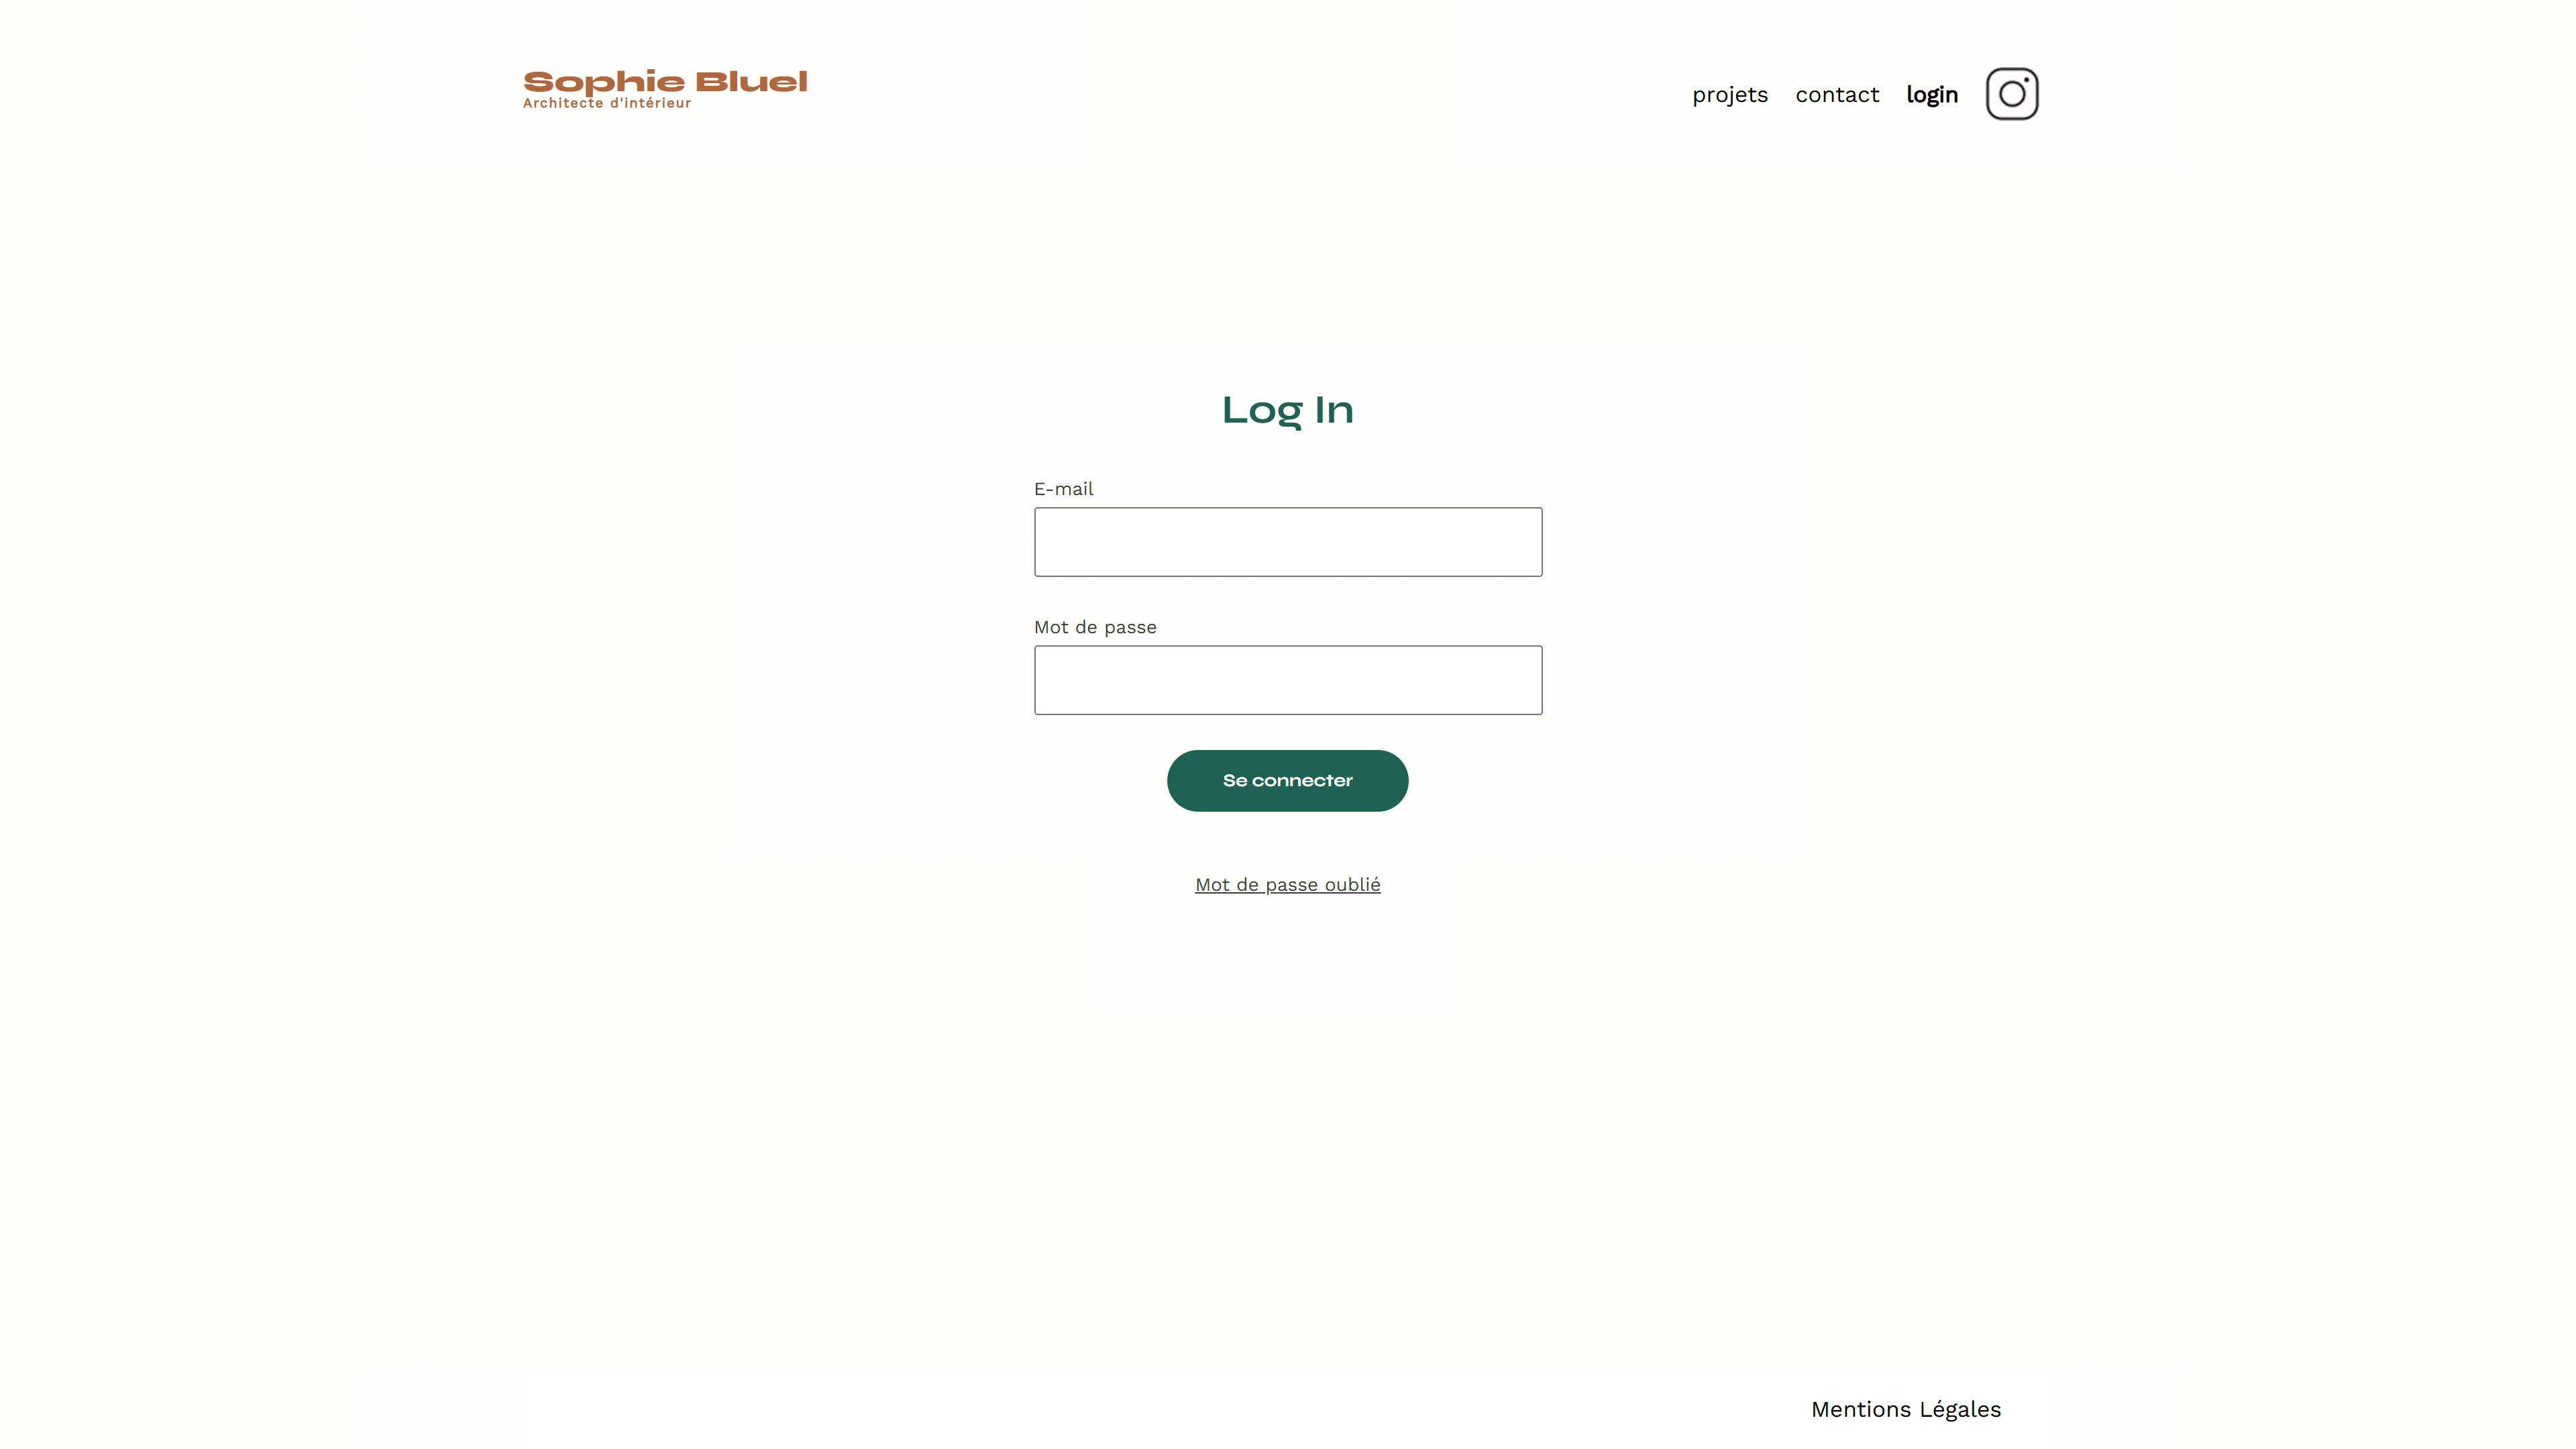 Sophie Bluel
Architecte d'intérieur
projets contact login
Log In
E-mail
Mot de passe
Se connecter
Mot de passe oublié
Mentions Légales